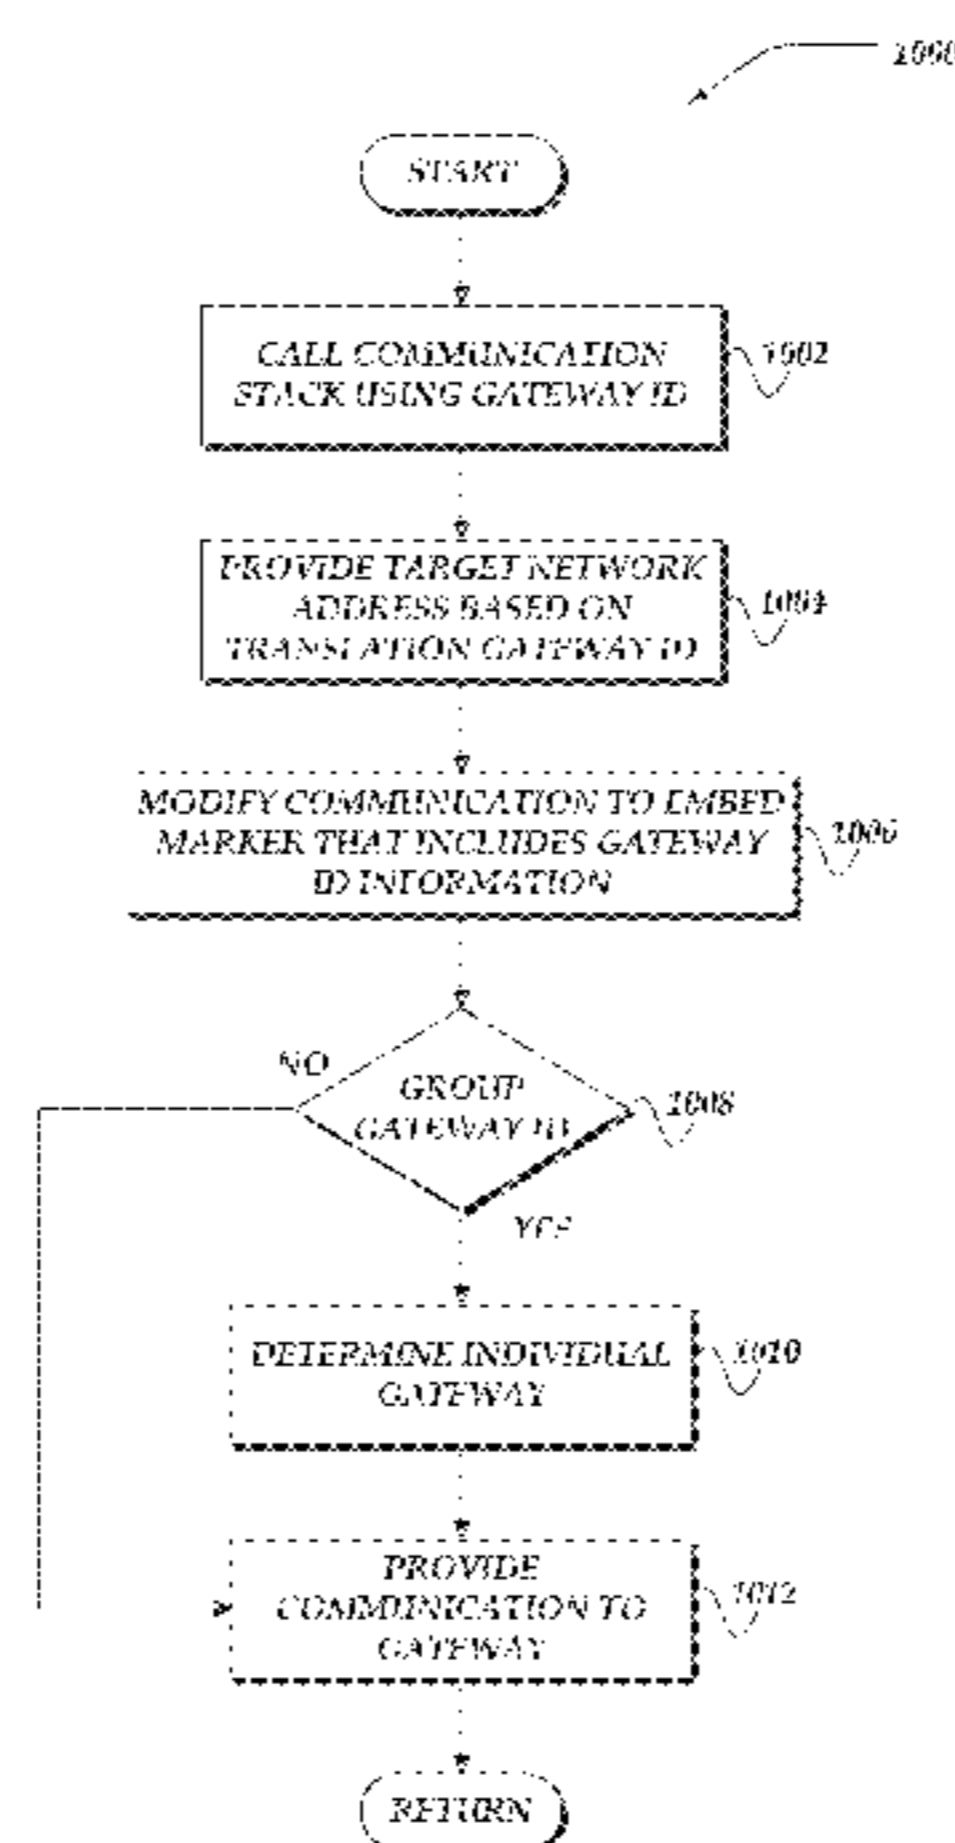 1000
START
CALL COMMUNICATION
STACK USING GATEWAY ID
1002
PROVIDE TARGET NETWORK
ADDRESS BASED ON
TRANSLATION GATEWAY ID
1004
MODIFY COMMUNICATION TO EMBED
MARKER THAT INCLUDES GATEWAY
ID INFORMATION
1006
NO
GROUP
GATEWAY ID
1008
YES
DETERMINE INDIVIDUAL
GATEWAY
1010
PROVIDE
COMMUNICATION TO
GATEWAY
1012
RETURN